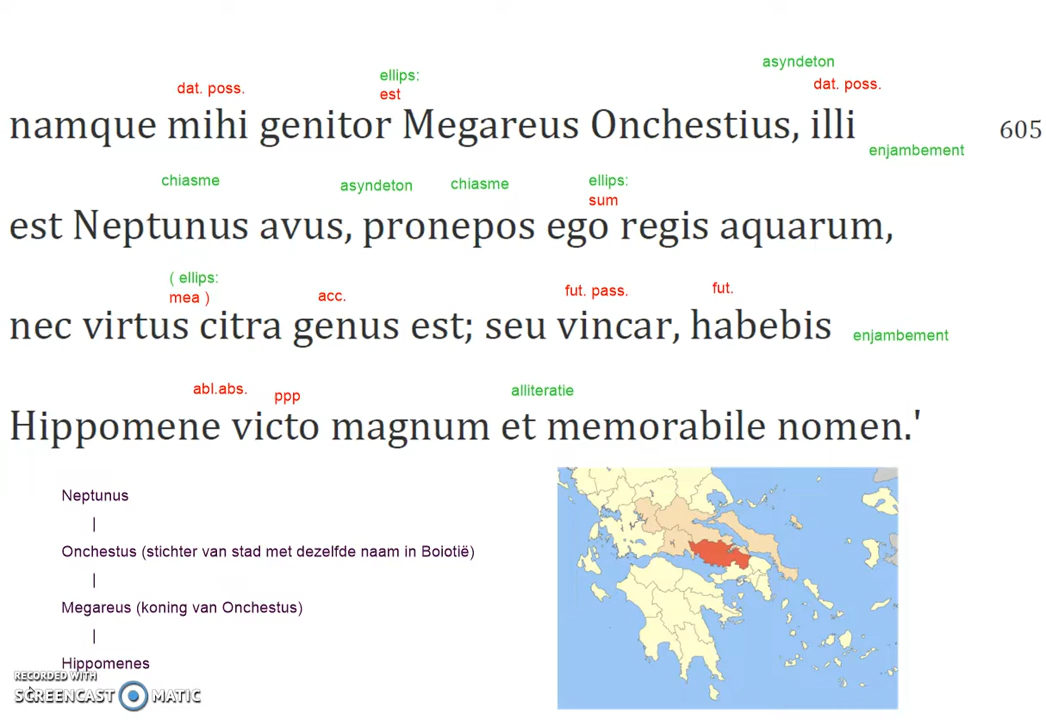 asyndeton
ellips:
dat. poss.
est
dat. poss.
namque mihi genitor Megareus Onchestius, illi 605
enjambement
chiasme
asyndeton
chiasme
ellips:
sum
est Neptunus avus, pronepos ego regis aquarum,
( ellips:
mea )
acc.
fut. pass.
fut.
nec virtus citra genus est; seu vincar, habebis
enjambement
abl.abs.
ppp
alliteratie
Hippomene victo magnum et memorabile nomen.'
Neptunus
|
Onchestus (stichter van stad met dezelfde naam in Boiotië)
|
Megareus (koning van Onchestus)
|
Hippomenes
RECORDED WITH
SCREENCAST MATIC